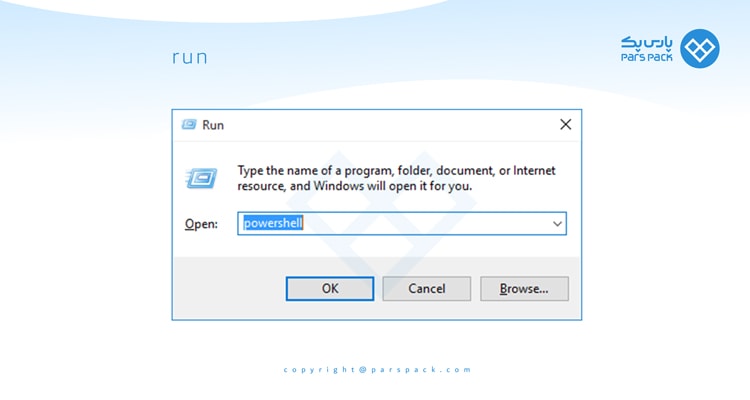 run
پارس پک
PARS PACK
Run
Type the name of a program, folder, document, or Internet
resource, and Windows will open it for you.
Open:
powershell
OK
Cancel
Browse...
copyright@parspack.com